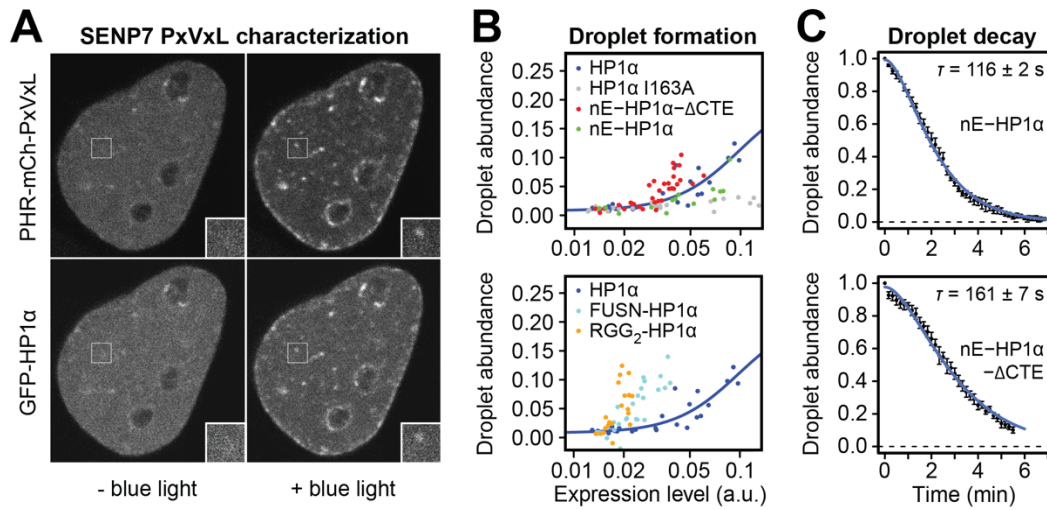 A
SENP7 PxVxL characterization
PHR-mCh-PxVxL
GFP-HP1α
- blue light
+ blue light
B
Droplet formation
Droplet abundance
0.25
0.20
0.15
0.10
0.05
0.00
HP1α
HP1α I163A
nE−HP1α−ΔCTE
nE−HP1α
0.01
0.02
0.05
0.1
Droplet abundance
0.25
0.20
0.15
0.10
0.05
0.00
HP1α
FUSN-HP1α
RGG₂-HP1α
0.01
0.02
0.05
0.1
Expression level (a.u.)
C
Droplet decay
Droplet abundance
1.0
0.8
0.6
0.4
0.2
0.0
τ = 116 ± 2 s
nE−HP1α
0
2
4
6
Droplet abundance
1.0
0.8
0.6
0.4
0.2
0.0
τ = 161 ± 7 s
nE−HP1α
−ΔCTE
0
2
4
6
Time (min)